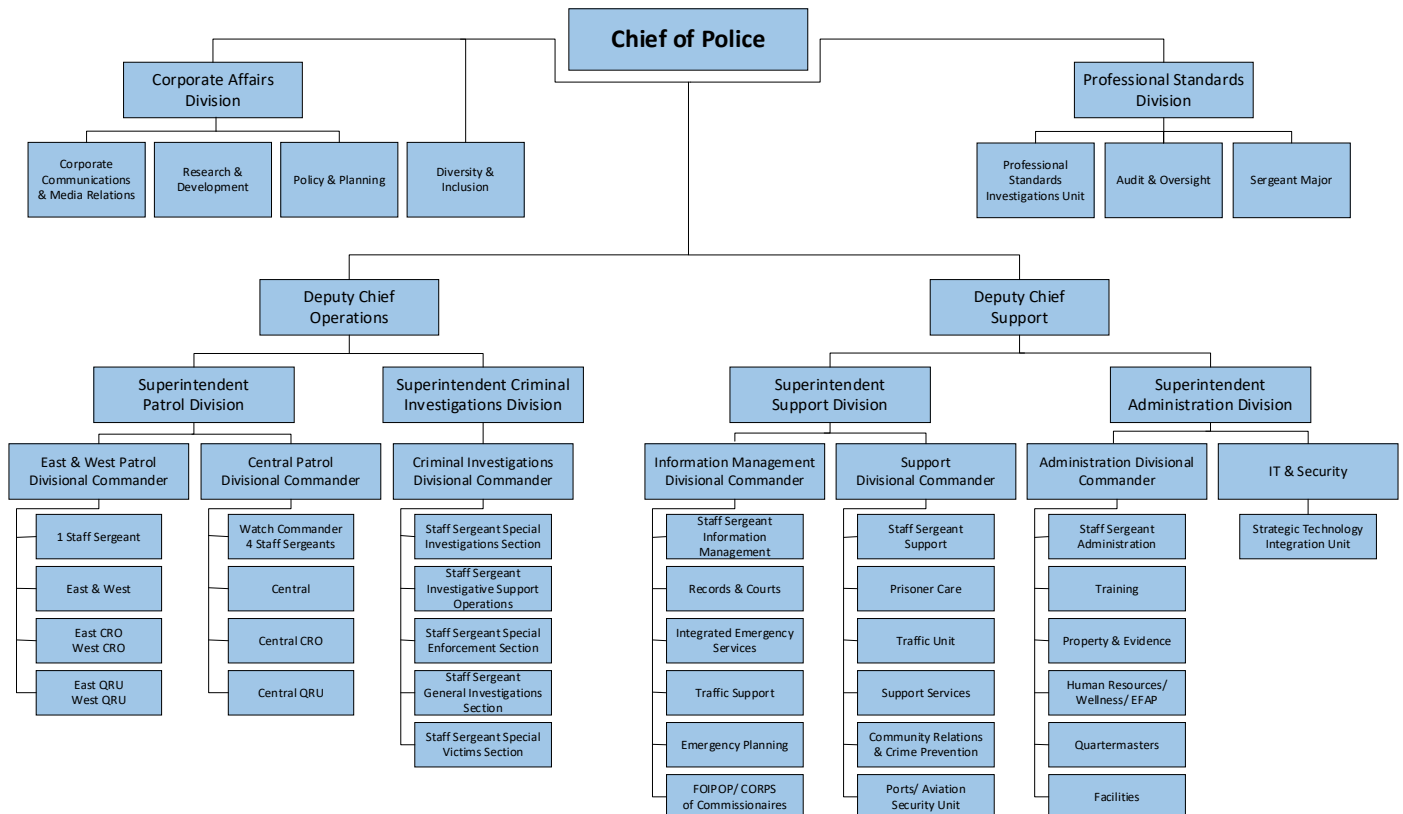 Chief of Police
Corporate Affairs
Division
Professional Standards
Division
Corporate
Communications
& Media Relations
Research &
Development
Policy & Planning
Diversity &
Inclusion
Professional
Standards
Investigations Unit
Audit & Oversight
Sergeant Major
Deputy Chief
Operations
Deputy Chief
Support
Superintendent
Patrol Division
Superintendent Criminal
Investigations Division
Superintendent
Support Division
Superintendent
Administration Division
East & West Patrol
Divisional Commander
Central Patrol
Divisional Commander
Criminal Investigations
Divisional Commander
Information Management
Divisional Commander
Support
Divisional Commander
Administration Divisional
Commander
IT & Security
1 Staff Sergeant
East & West
East CRO
West CRO
East QRU
West QRU
Watch Commander
4 Staff Sergeants
Central
Central CRO
Central QRU
Staff Sergeant Special
Investigations Section
Staff Sergeant
Investigative Support
Operations
Staff Sergeant Special
Enforcement Section
Staff Sergeant
General Investigations
Section
Staff Sergeant Special
Victims Section
Staff Sergeant
Information
Management
Records & Courts
Integrated Emergency
Services
Traffic Support
Emergency Planning
FOIPOP/ CORPS
of Commissionaires
Staff Sergeant
Support
Prisoner Care
Traffic Unit
Support Services
Community Relations
& Crime Prevention
Ports/ Aviation
Security Unit
Staff Sergeant
Administration
Training
Property & Evidence
Human Resources/
Wellness/ EFAP
Quartermasters
Facilities
Strategic Technology
Integration Unit